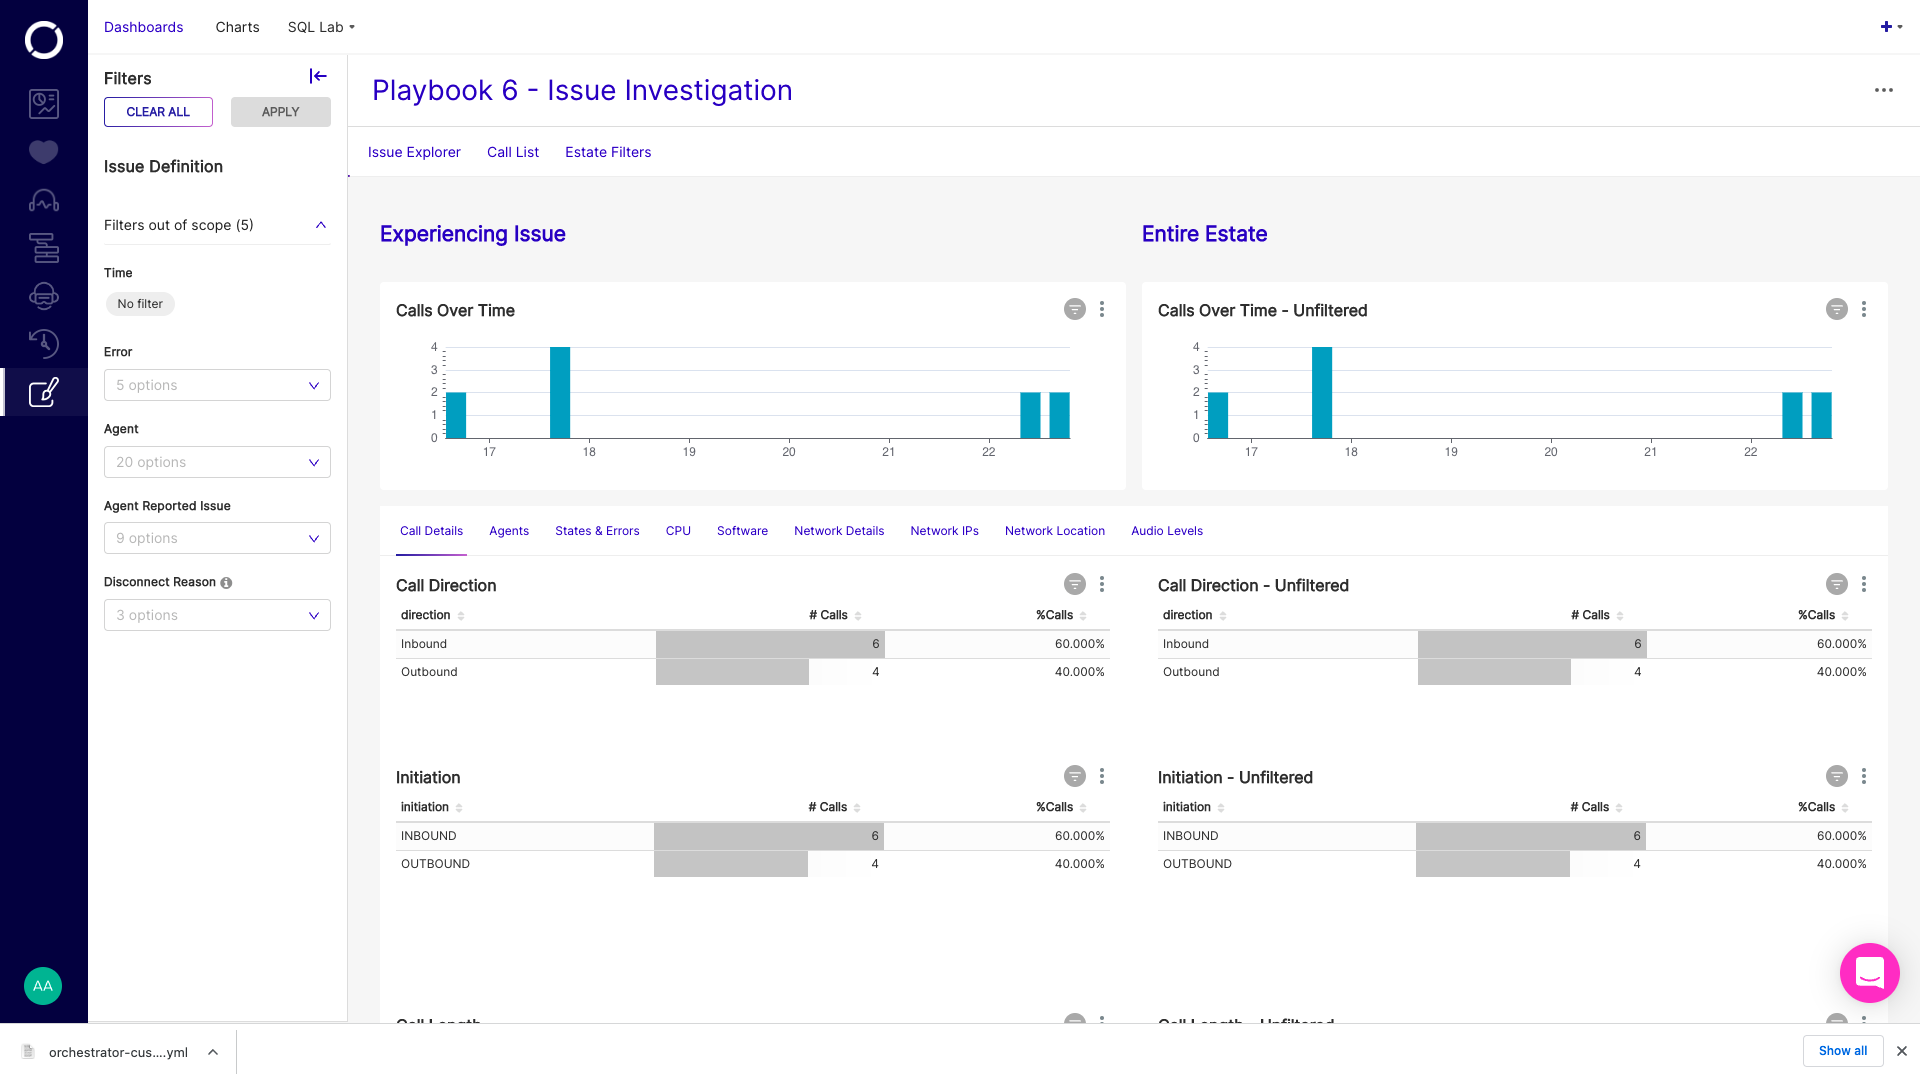 Dashboards Charts SQL Lab
Filters
CLEAR ALL APPLY
Issue Definition
Filters out of scope (5)
Time
No filter
Error
5 options
Agent
20 options
Agent Reported Issue
9 options
Disconnect Reason
3 options
AA
Playbook 6 - Issue Investigation
Issue Explorer Call List Estate Filters
Experiencing Issue
Entire Estate
Calls Over Time
4
3
2
1
0
17 18 19 20 21 22
Calls Over Time - Unfiltered
4
3
2
1
0
17 18 19 20 21 22
Call Details Agents States & Errors CPU Software Network Details Network IPs Network Location Audio Levels
Call Direction
direction # Calls %Calls
Inbound 6 60.000%
Outbound 4 40.000%
Call Direction - Unfiltered
direction # Calls %Calls
Inbound 6 60.000%
Outbound 4 40.000%
Initiation
initiation # Calls %Calls
INBOUND 6 60.000%
OUTBOUND 4 40.000%
Initiation - Unfiltered
initiation # Calls %Calls
INBOUND 6 60.000%
OUTBOUND 4 40.000%
Call Length
Call Length - Unfiltered
orchestrator-cus....yml
Show all